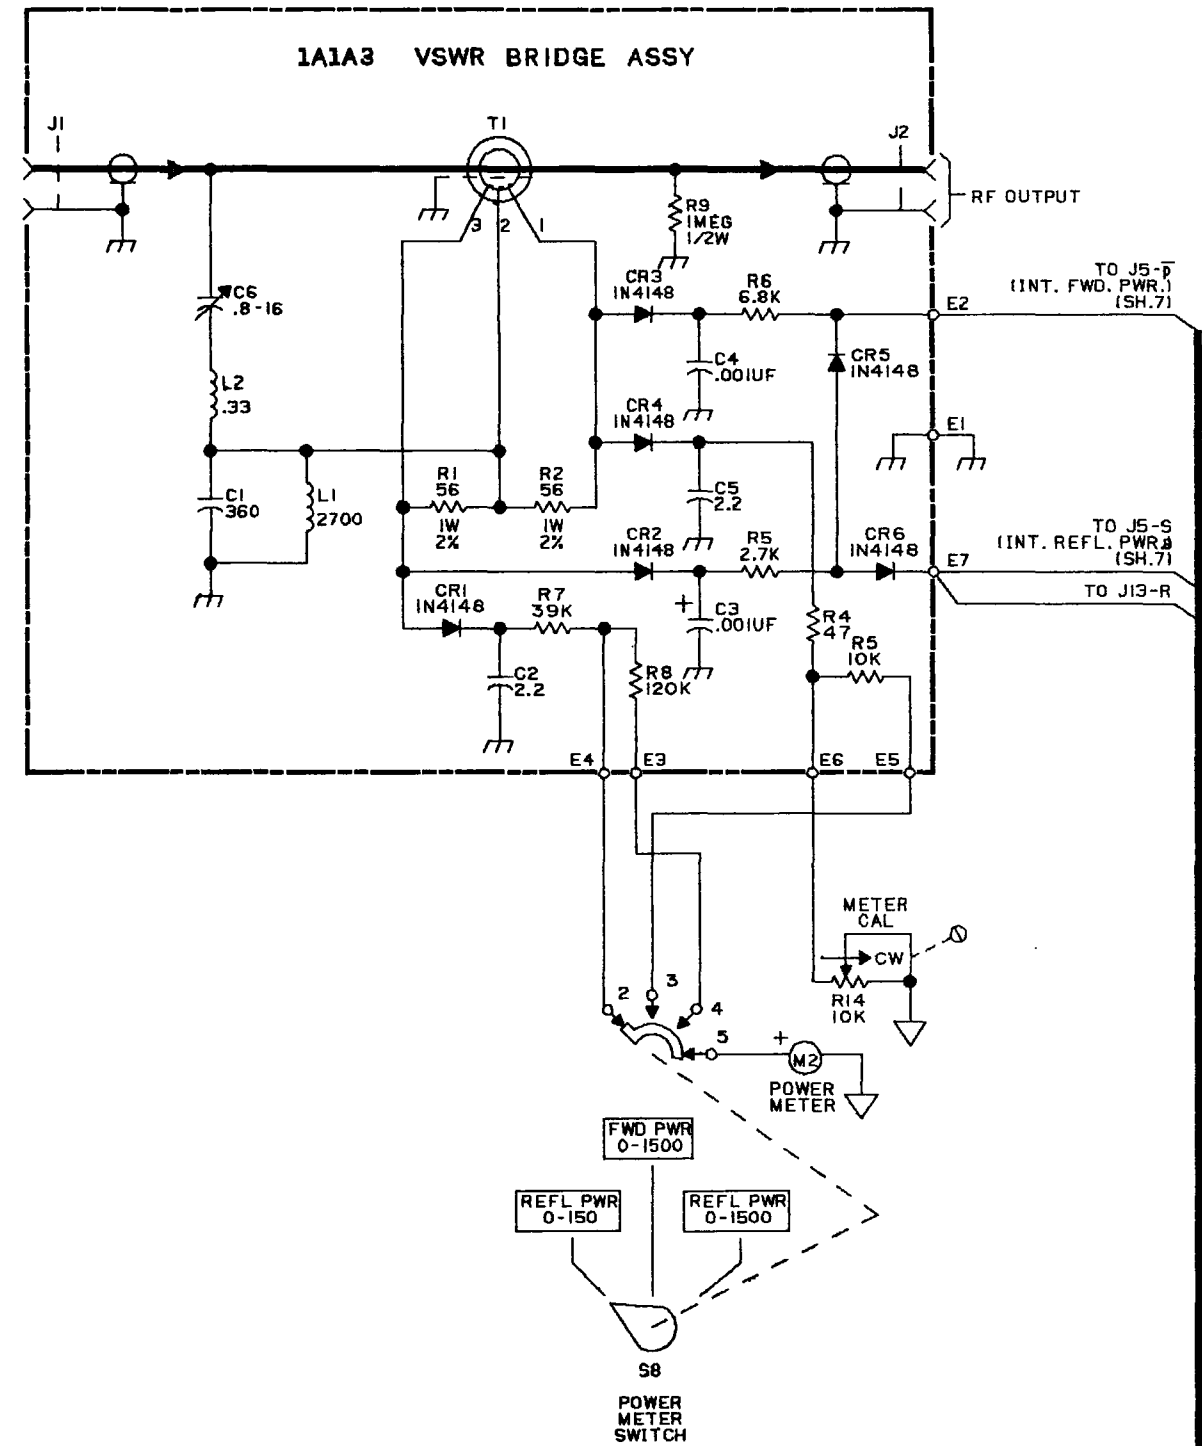 1A1A3 VSWR BRIDGE ASSY
J1
T1
J2
RF OUTPUT
3 2 1
R9
1MEG
1/2W
C6
.8-16
CR3
1N4148
R6
6.8K
TO J5-p̅
(INT. FWD. PWR.)
(SH.7)
E2
C4
.001UF
CR5
1N4148
L2
.33
CR4
1N4148
E1
C1
360
L1
2700
R1
56
1W
2%
R2
56
1W
2%
C5
2.2
CR2
1N4148
R5
2.7K
CR6
1N4148
TO J5-S
(INT. REFL. PWR.)
(SH.7)
E7
TO J13-R
CR1
1N4148
R7
39K
+
C3
.001UF
R4
47
R5
10K
C2
2.2
R8
120K
E4
E3
E6
E5
METER
CAL
CW
R14
10K
2
3
4
5
+
M2
POWER
METER
FWD PWR
0-1500
REFL PWR
0-150
REFL PWR
0-1500
S8
POWER
METER
SWITCH